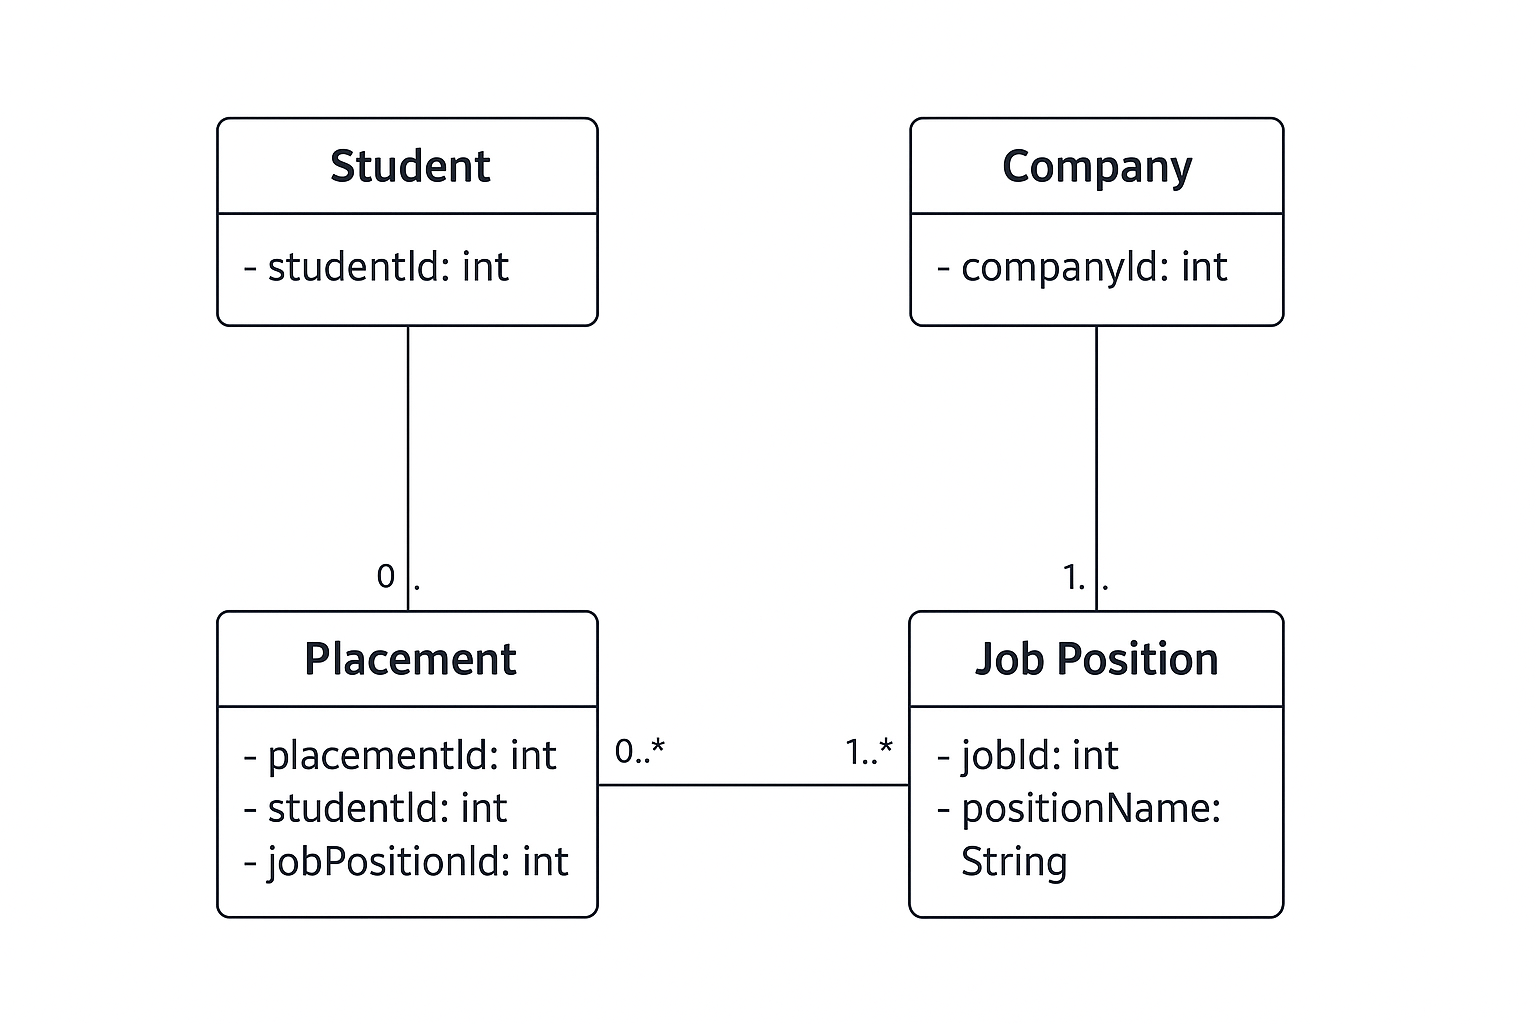 Student
- studentId: int
Company
- companyId: int
0 .
1. .
Placement
- placementId: int
- studentId: int
- jobPositionId: int
0..*
1..*
Job Position
- jobId: int
- positionName:
String